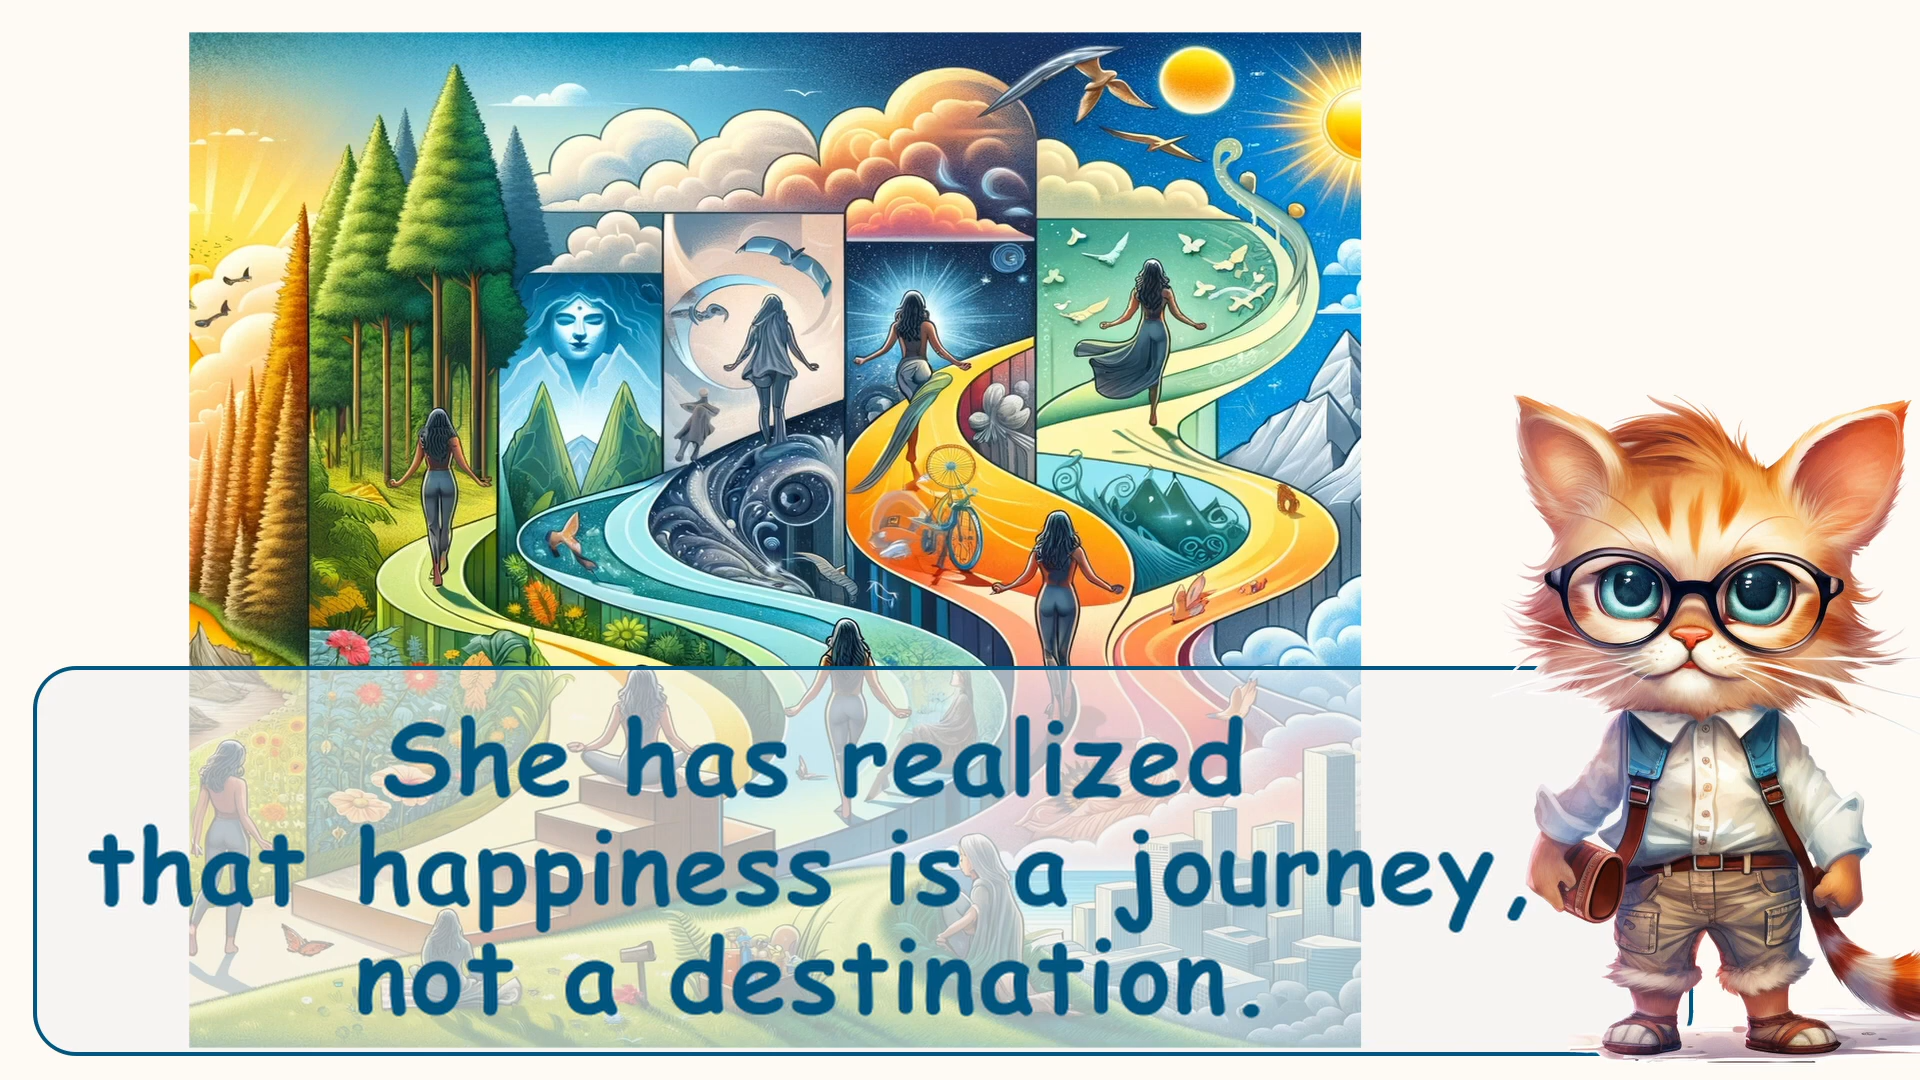 She has realized
that happiness is a journey,
not a destination.